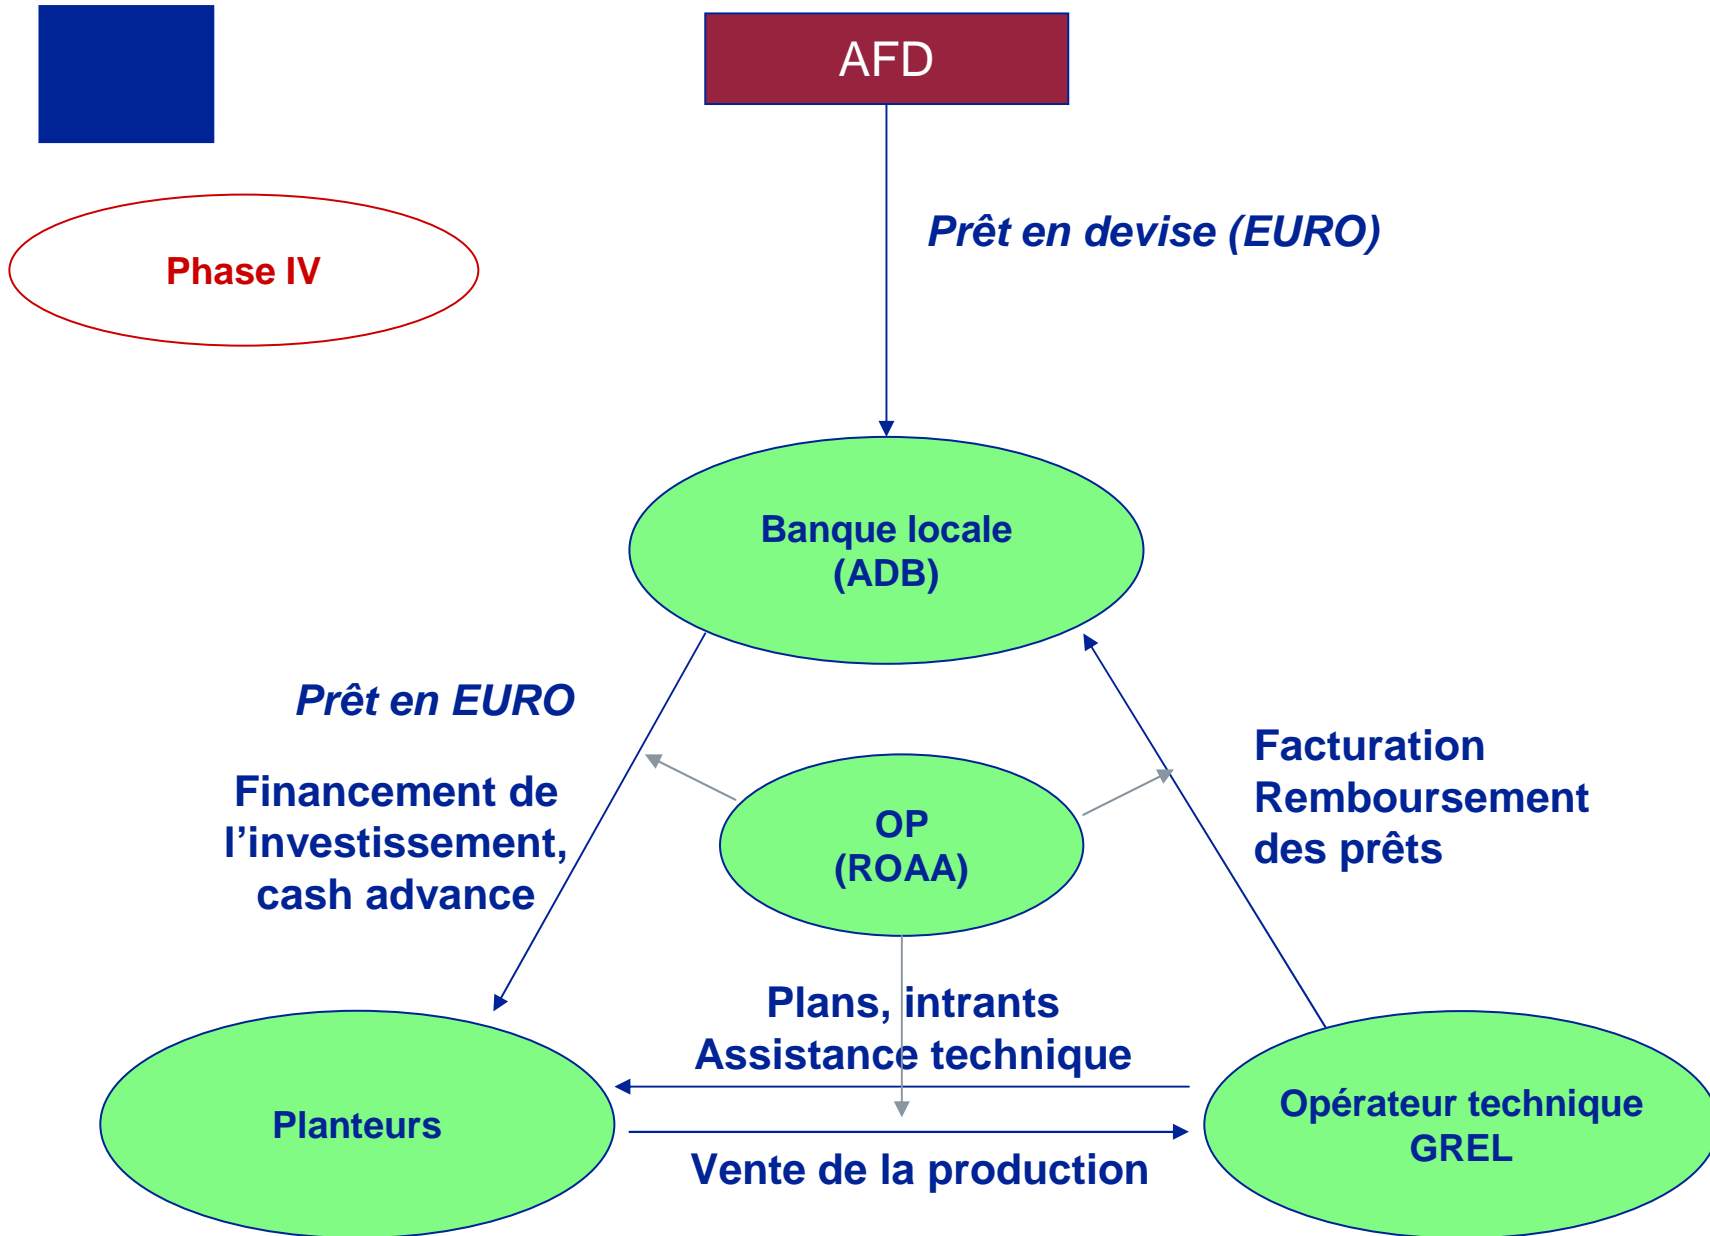 AFD
Phase IV
Prêt en devise (EURO)
Banque locale
(ADB)
Prêt en EURO
Financement de
l’investissement,
cash advance
OP
(ROAA)
Facturation
Remboursement
des prêts
Plans, intrants
Assistance technique
Planteurs
Opérateur technique
GREL
Vente de la production